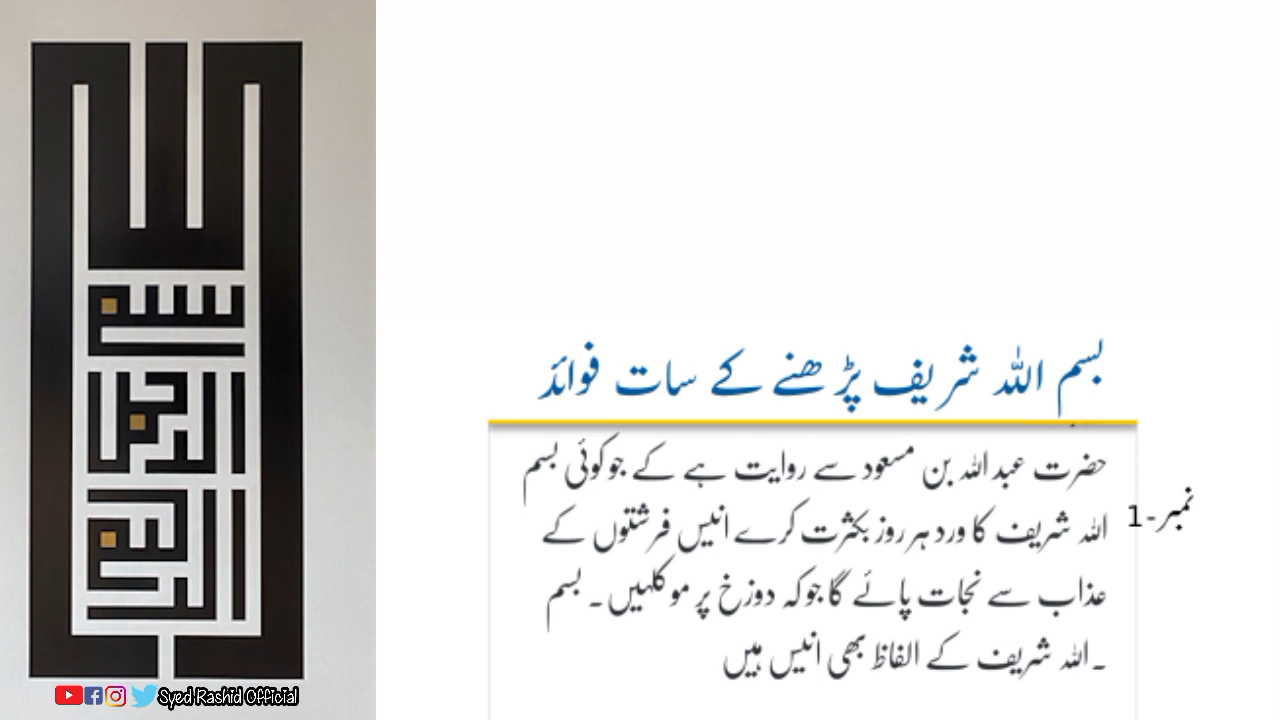 بسم اللہ شریف پڑھنے کے سات فوائد
نمبر-1
حضرت عبداللہ بن مسعود سے روایت ہے کے جو کوئی بسم
اللہ شریف کا ورد ہر روز بکثرت کرے انیس فرشتوں کے
عذاب سے نجات پائے گا جو کہ دوزخ پر موکلہیں۔ بسم
۔اللہ شریف کے الفاظ بھی انیس ہیں
Syed Rashid Official